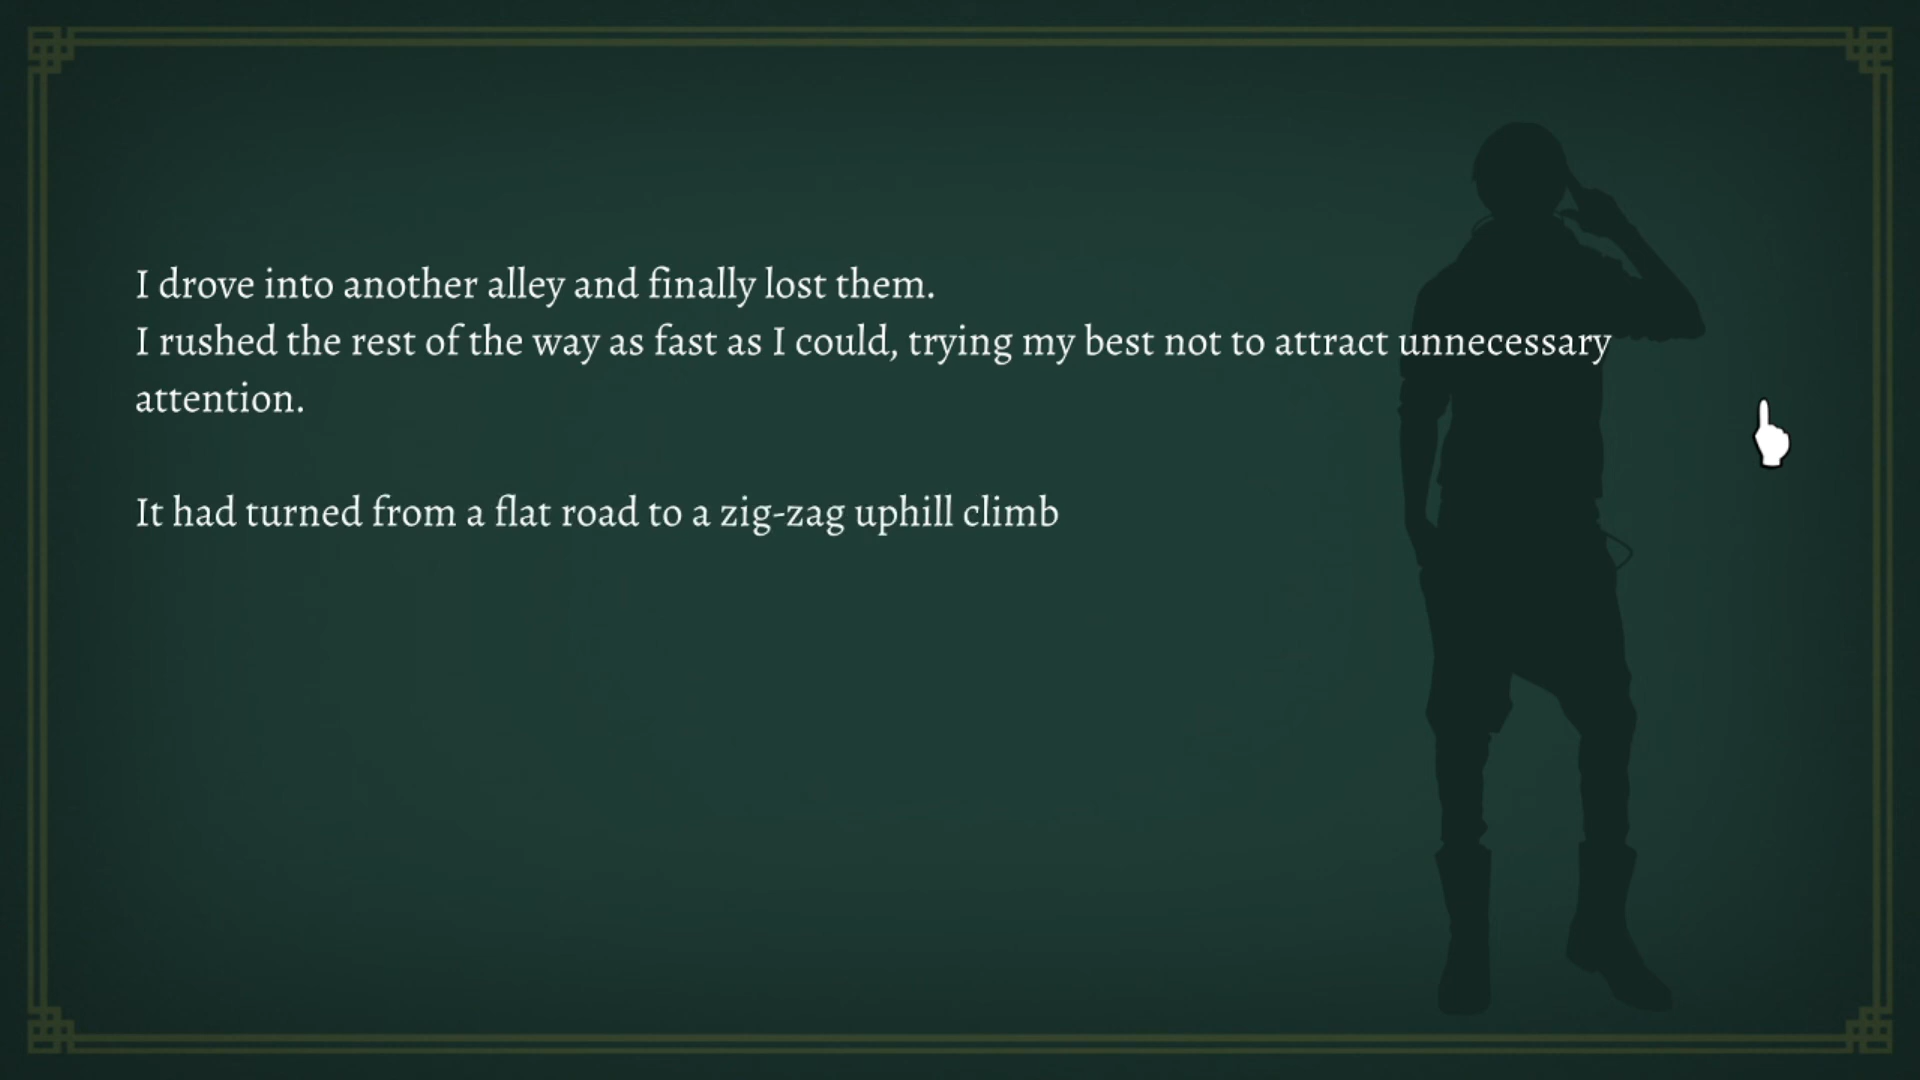 I drove into another alley and finally lost them.
I rushed the rest of the way as fast as I could, trying my best not to attract unnecessary
attention.
It had turned from a flat road to a zig-zag uphill climb